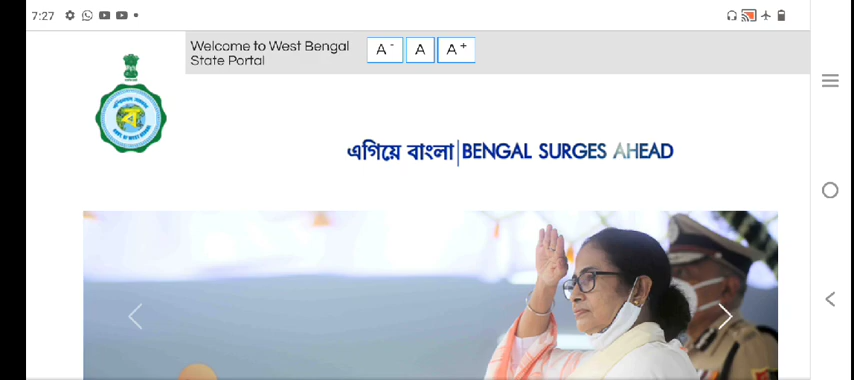 7:27
Welcome to West Bengal
State Portal
A -
A
A +
ব
এগিয়ে বাংলা|BENGAL SURGES AHEAD